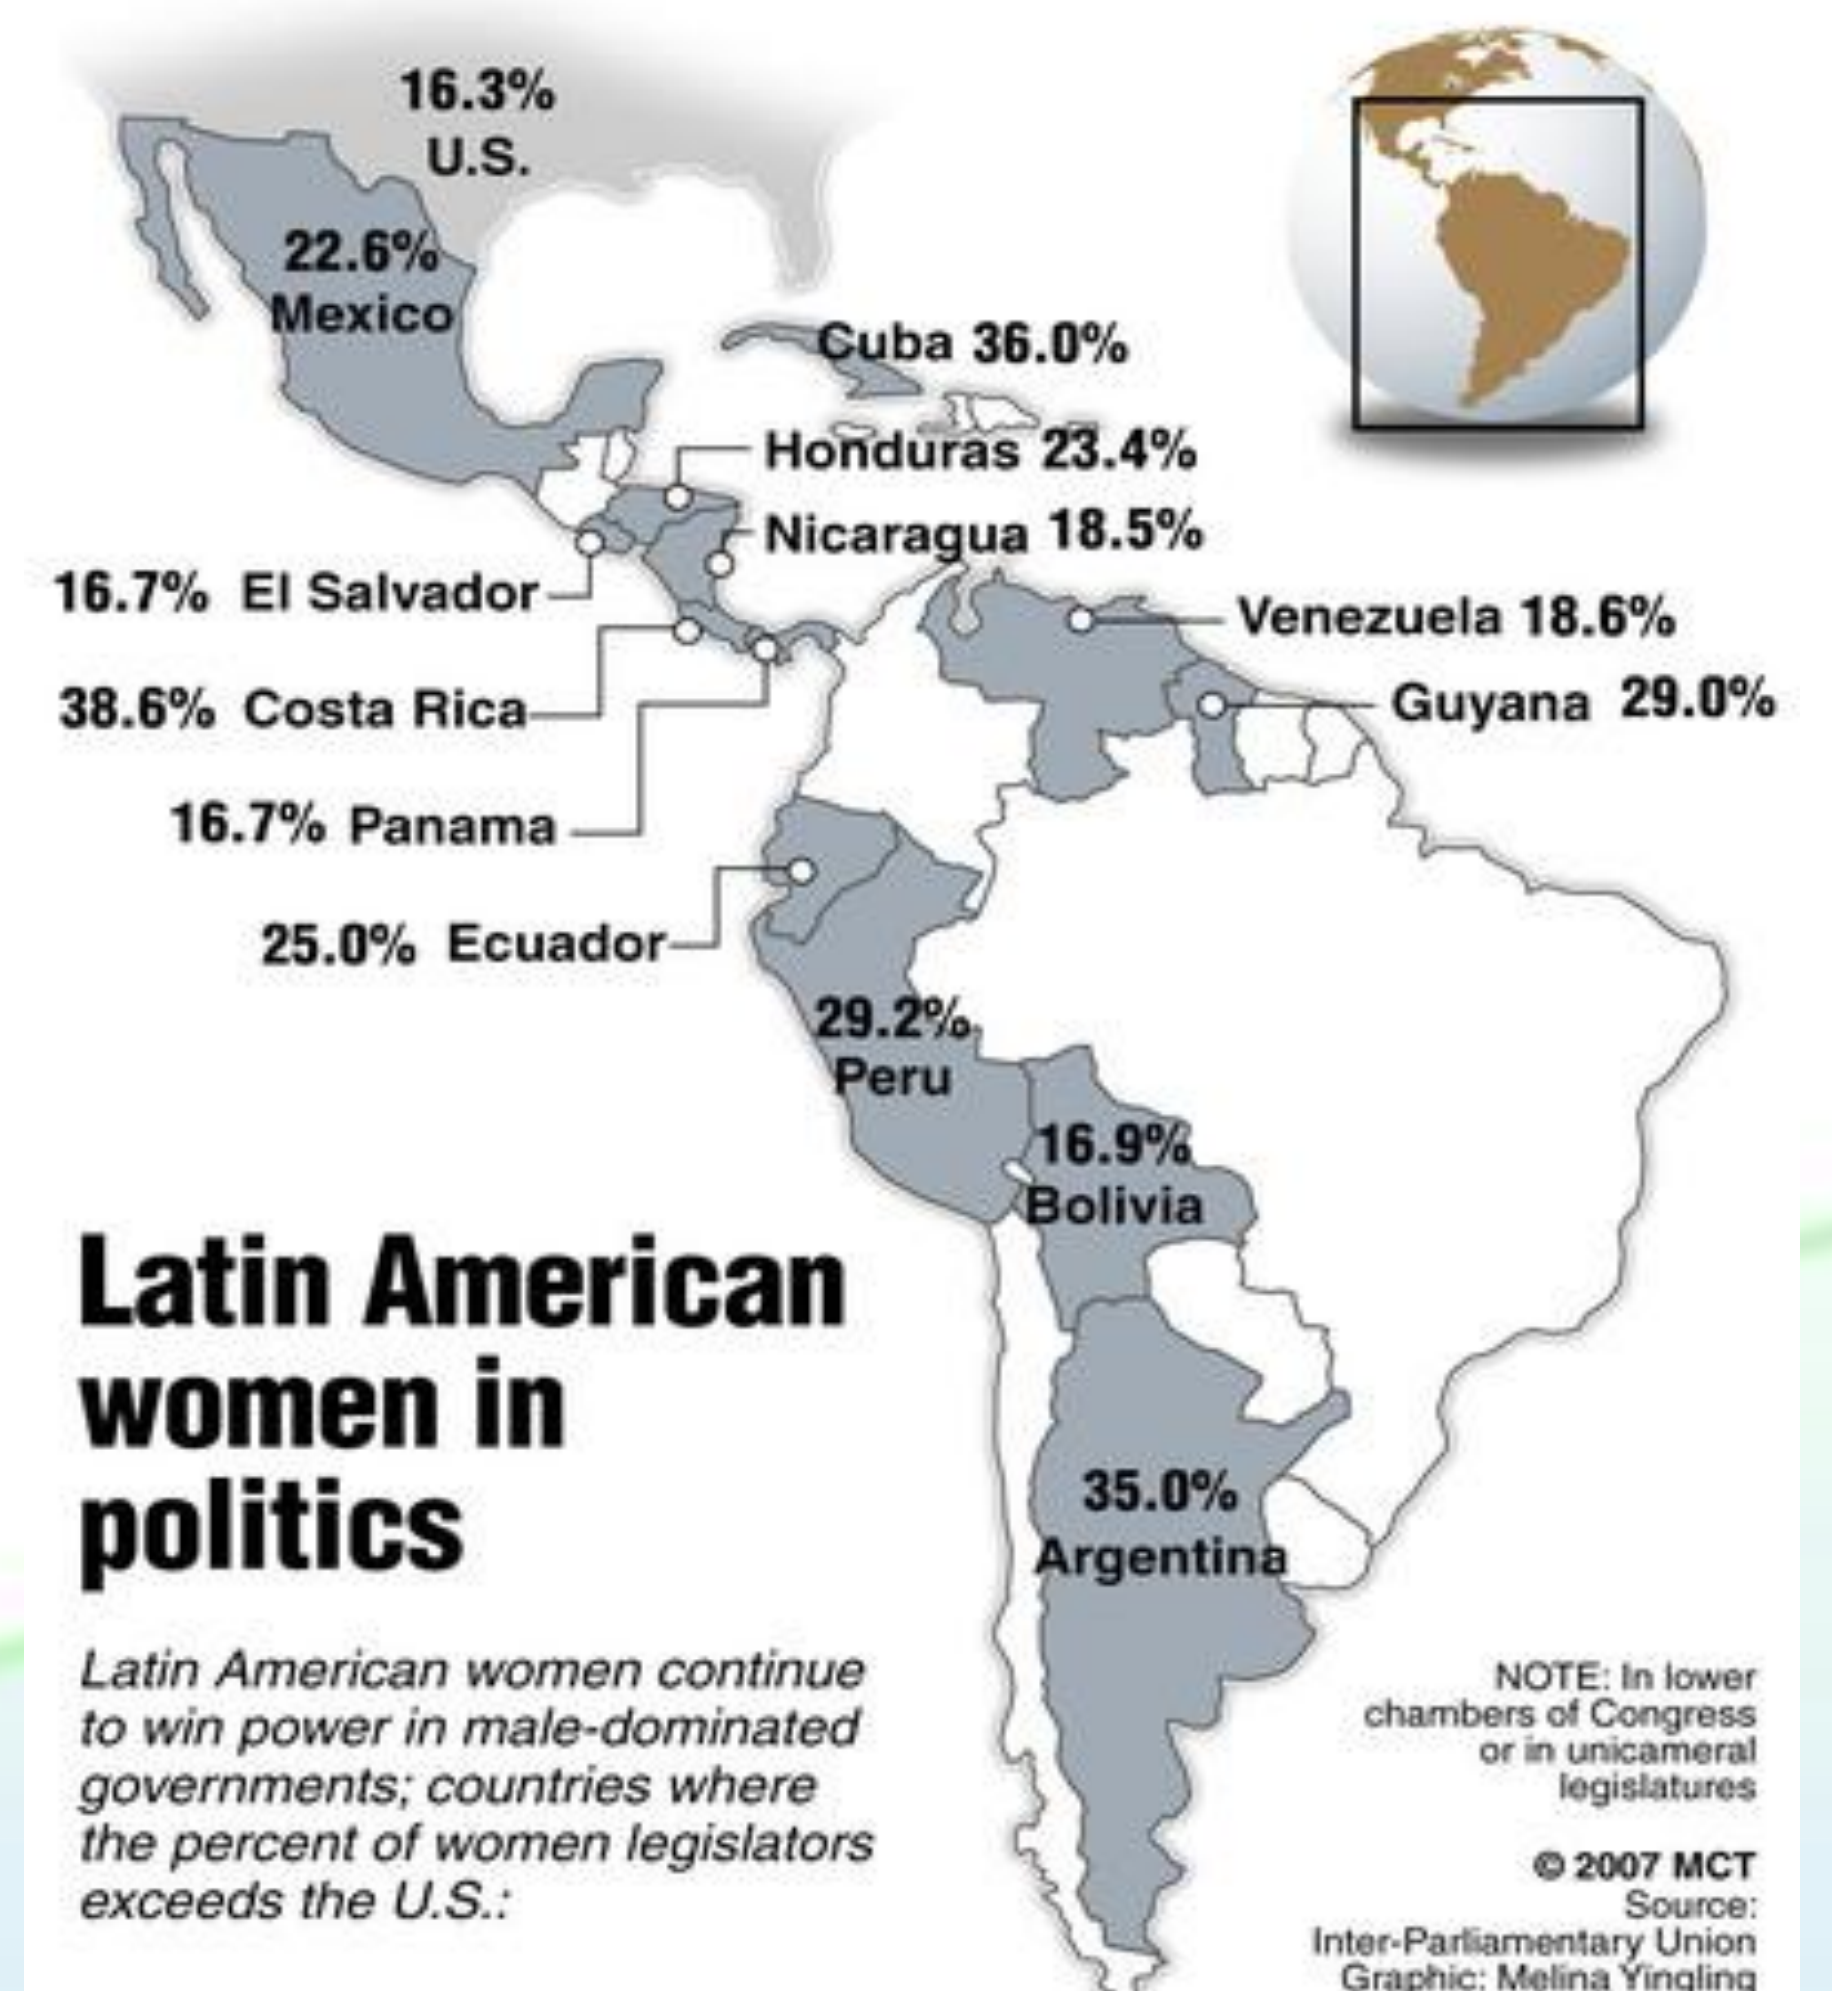 16.3%
U.S.
22.6%
Mexico
Cuba 36.0%
Honduras 23.4%
Nicaragua 18.5%
16.7% El Salvador
Venezuela 18.6%
38.6% Costa Rica
Guyana 29.0%
16.7% Panama
25.0% Ecuador
29.2%
Peru
16.9%
Bolivia
35.0%
Argentina
Latin American
women in
politics
Latin American women continue
to win power in male-dominated
governments; countries where
the percent of women legislators
exceeds the U.S.:
NOTE: In lower
chambers of Congress
or in unicameral
legislatures
© 2007 MCT
Source:
Inter-Parliamentary Union
Graphic: Melina Yingling